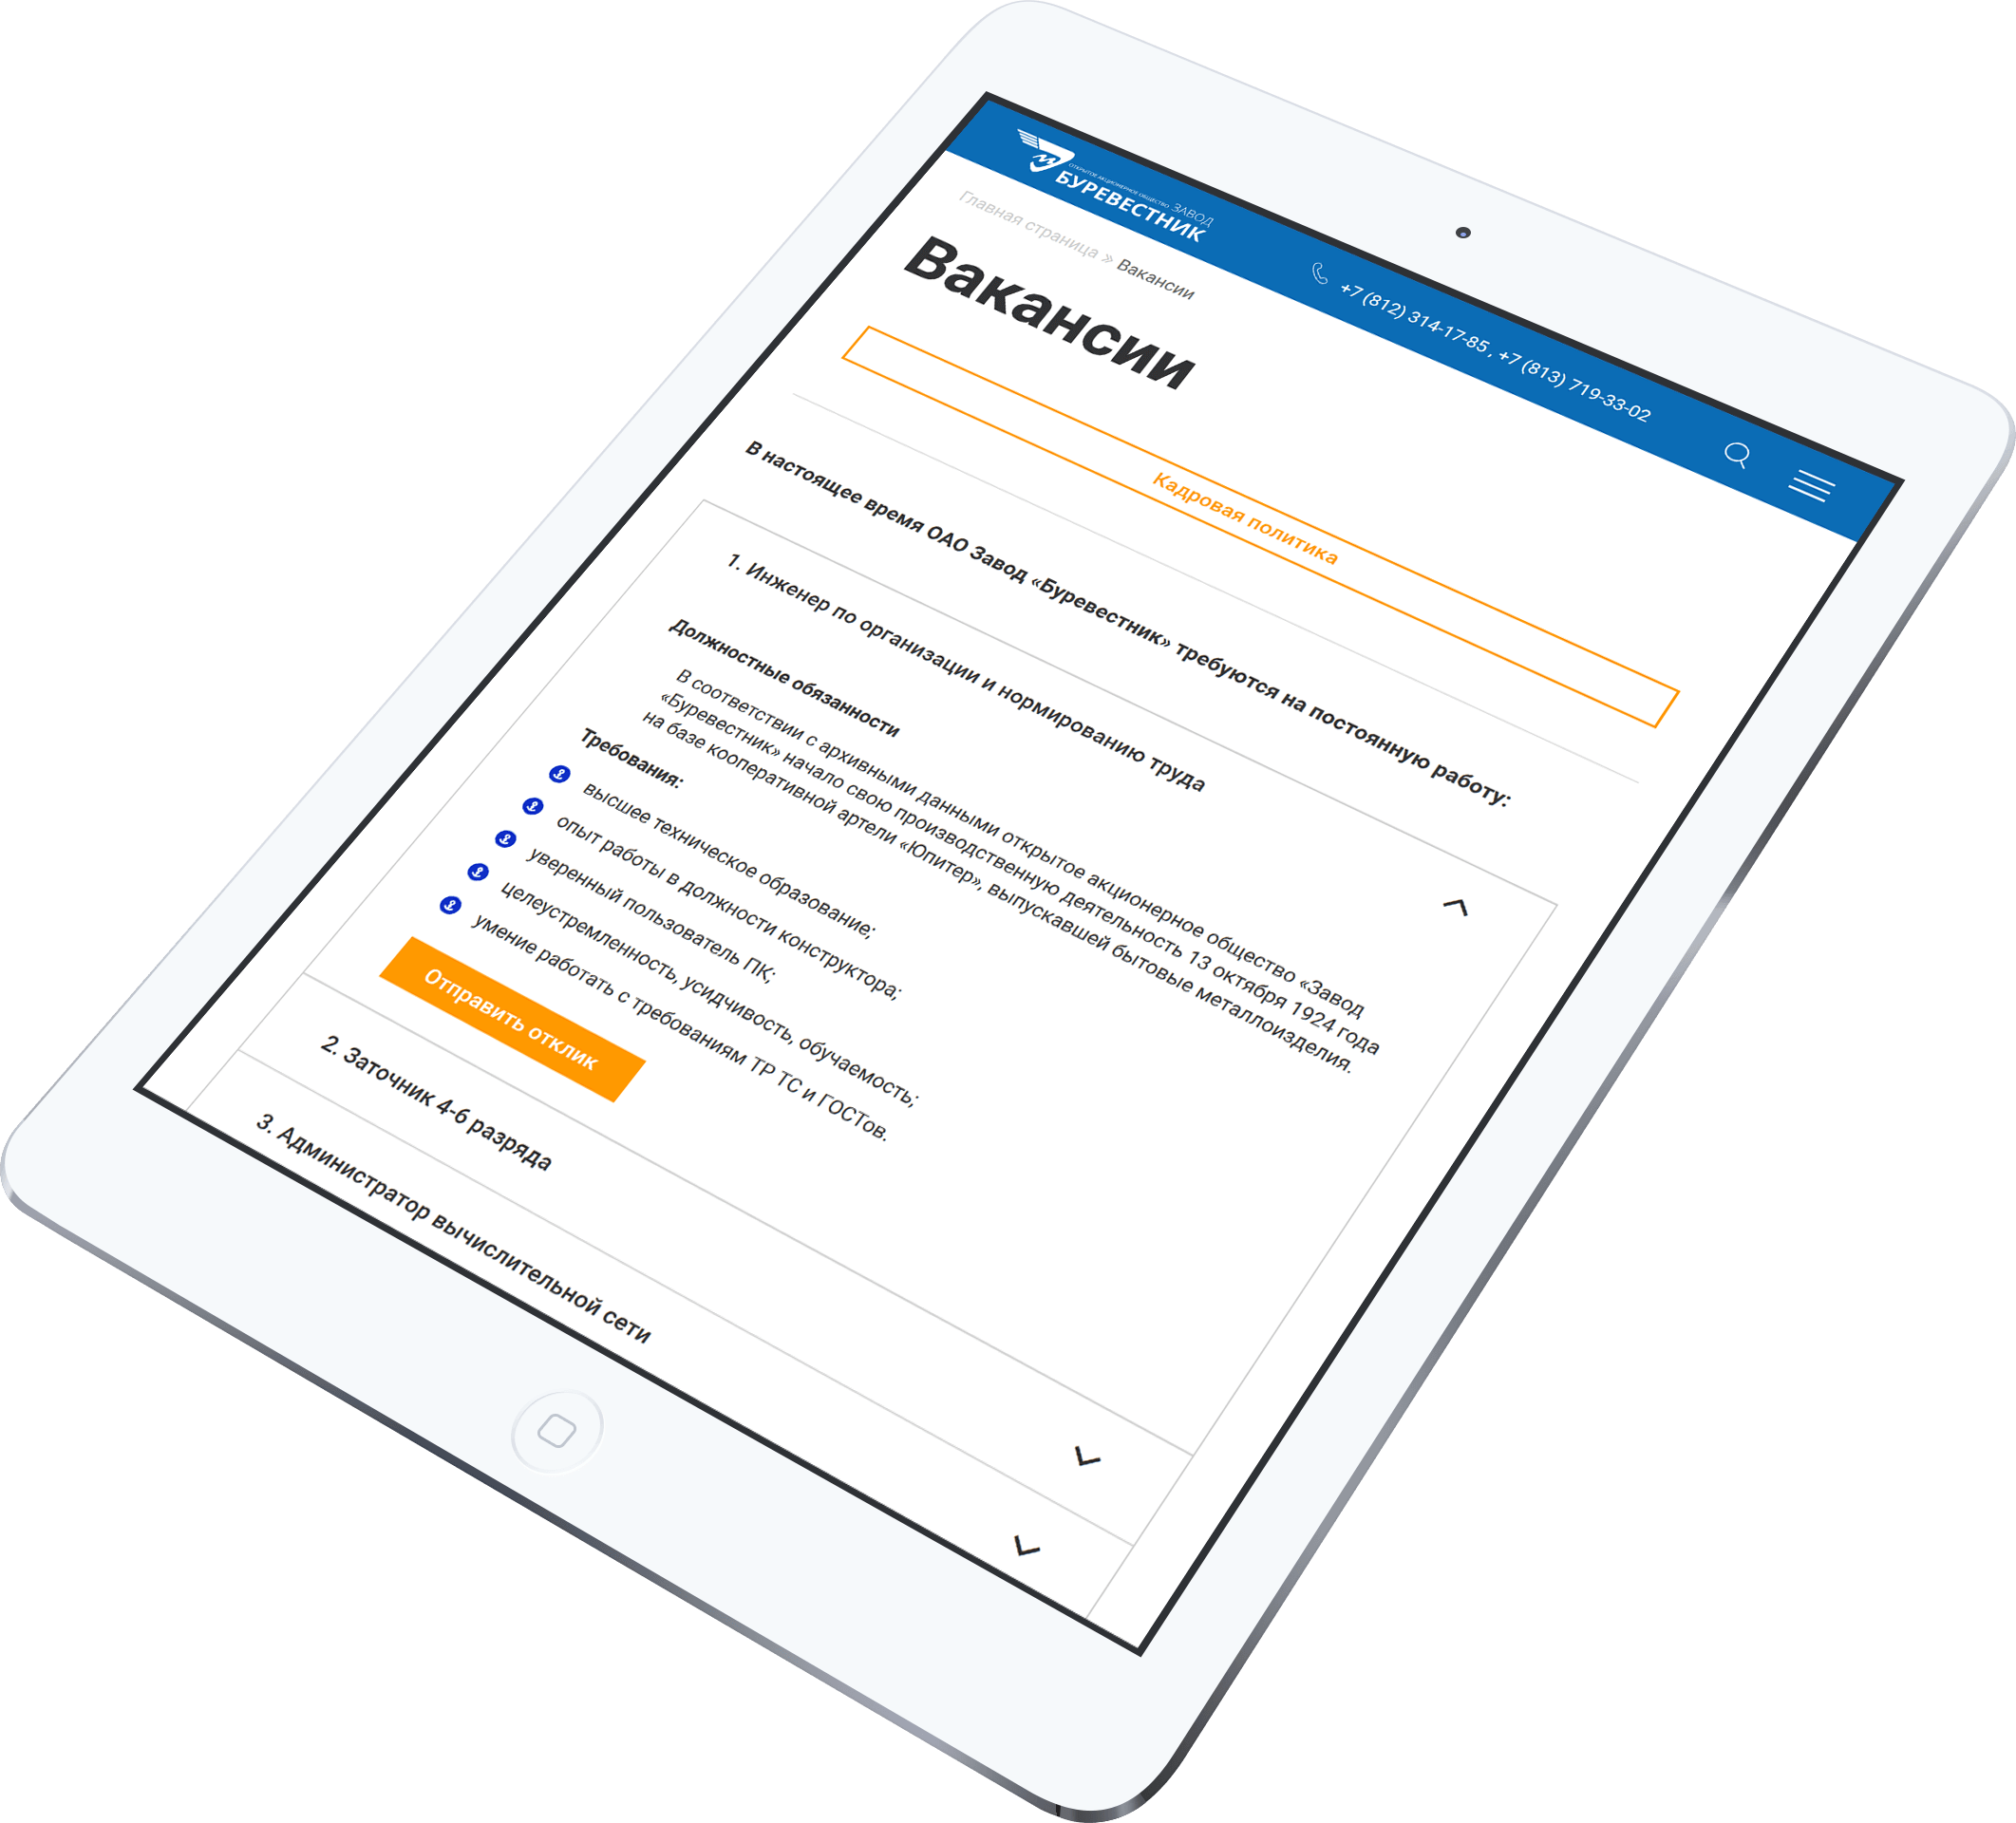 ОТКРЫТОЕ АКЦИОНЕРНОЕ ОБЩЕСТВО ЗАВОД
БУРЕВЕСТНИК
+7 (812) 314-17-85, +7 (813) 719-33-02
Главная страница » Вакансии
Вакансии
Кадровая политика
В настоящее время ОАО Завод «Буревестник» требуются на постоянную работу:
1. Инженер по организации и нормированию труда
Должностные обязанности
В соответствии с архивными данными открытое акционерное общество «Завод
«Буревестник» начало свою производственную деятельность 13 октября 1924 года
на базе кооперативной артели «Юпитер», выпускавшей бытовые металлоизделия.
Требования:
высшее техническое образование;
опыт работы в должности конструктора;
уверенный пользователь ПК;
целеустремленность, усидчивость, обучаемость;
умение работать с требованиям ТР ТС и ГОСТов.
Отправить отклик
2. Заточник 4-6 разряда
3. Администратор вычислительной сети